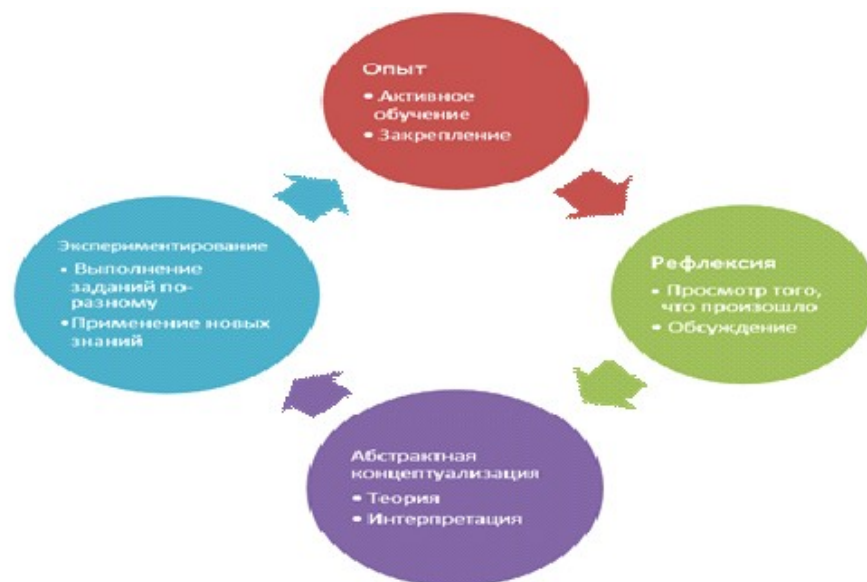 Опыт
• Активное
обучение
• Закрепление
Рефлексия
• Просмотр того,
что произошло
• Обсуждение
Абстрактная
концептуализация
• Теория
• Интерпретация
Экспериментирование
• Выполнение
заданий по-
разному
•Применение новых
знаний